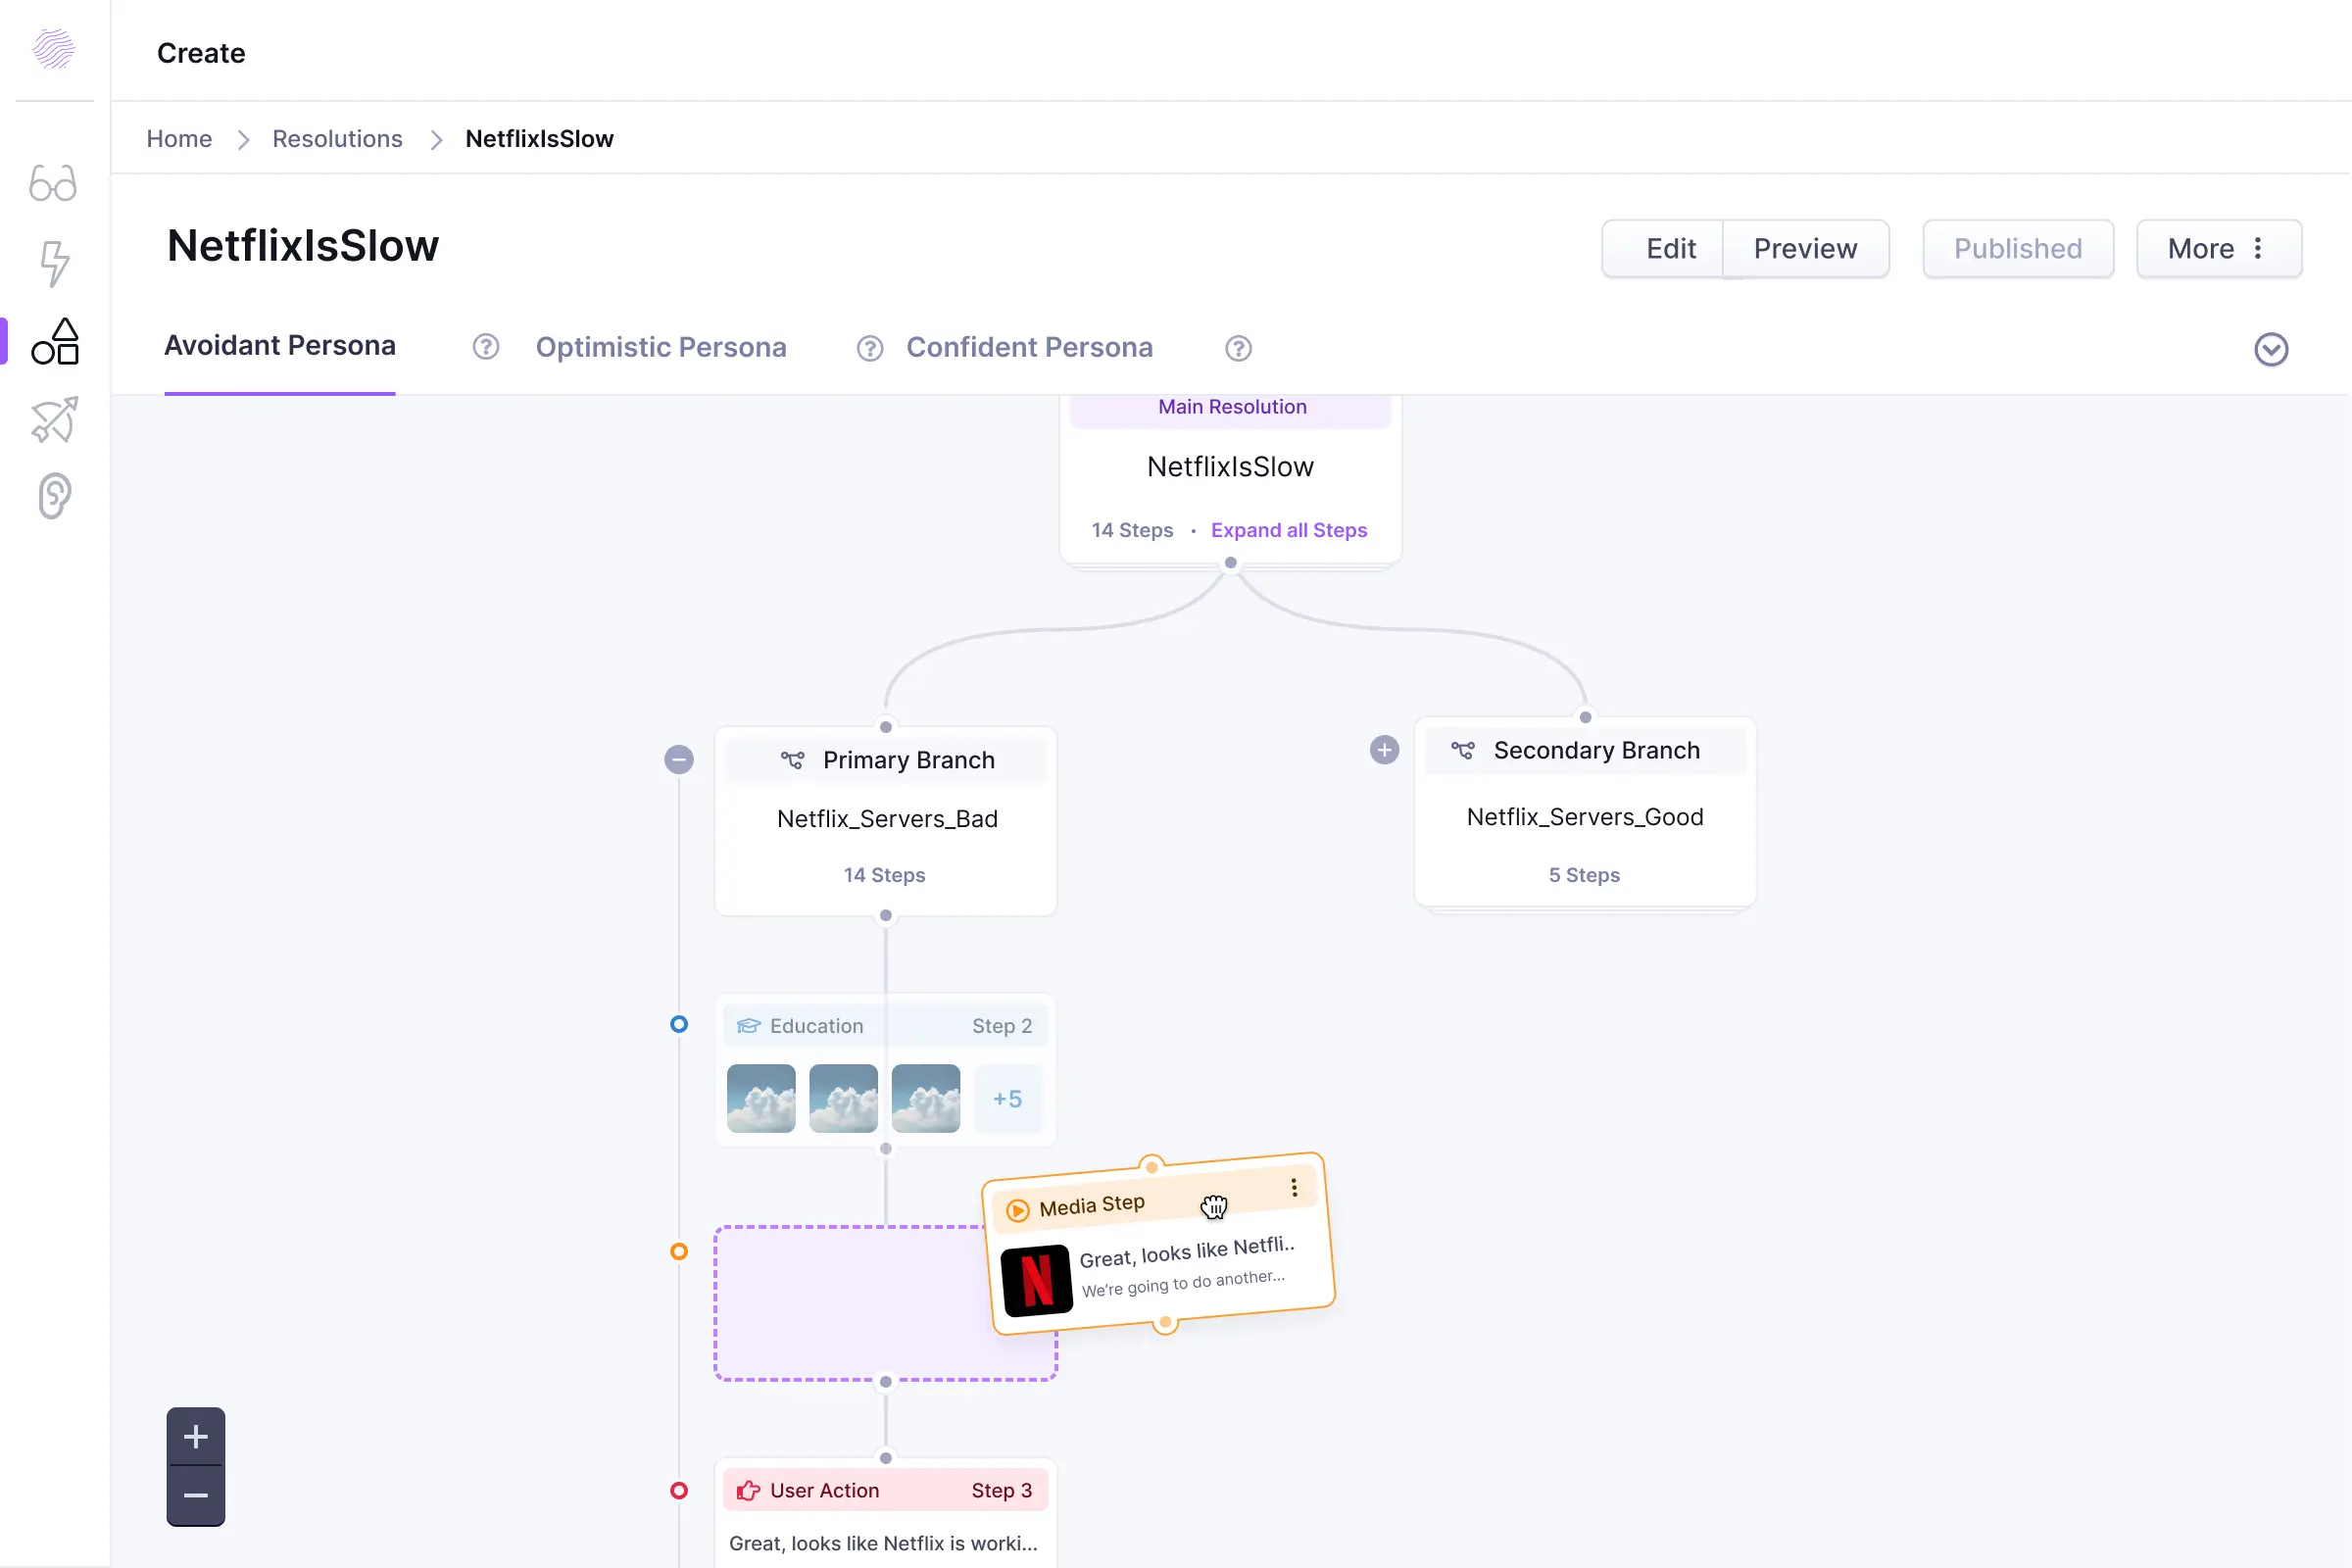 Create
Home
Resolutions
NetflixIsSlow
NetflixIsSlow
Edit
Preview
Published
More
Avoidant Persona
Optimistic Persona
Confident Persona
Main Resolution
NetflixIsSlow
14 Steps • Expand all Steps
Primary Branch
Netflix_Servers_Bad
14 Steps
Secondary Branch
Netflix_Servers_Good
5 Steps
Education
Step 2
+5
Media Step
N
Great, looks like Netfli..
We're going to do another...
User Action
Step 3
Great, looks like Netflix is worki...